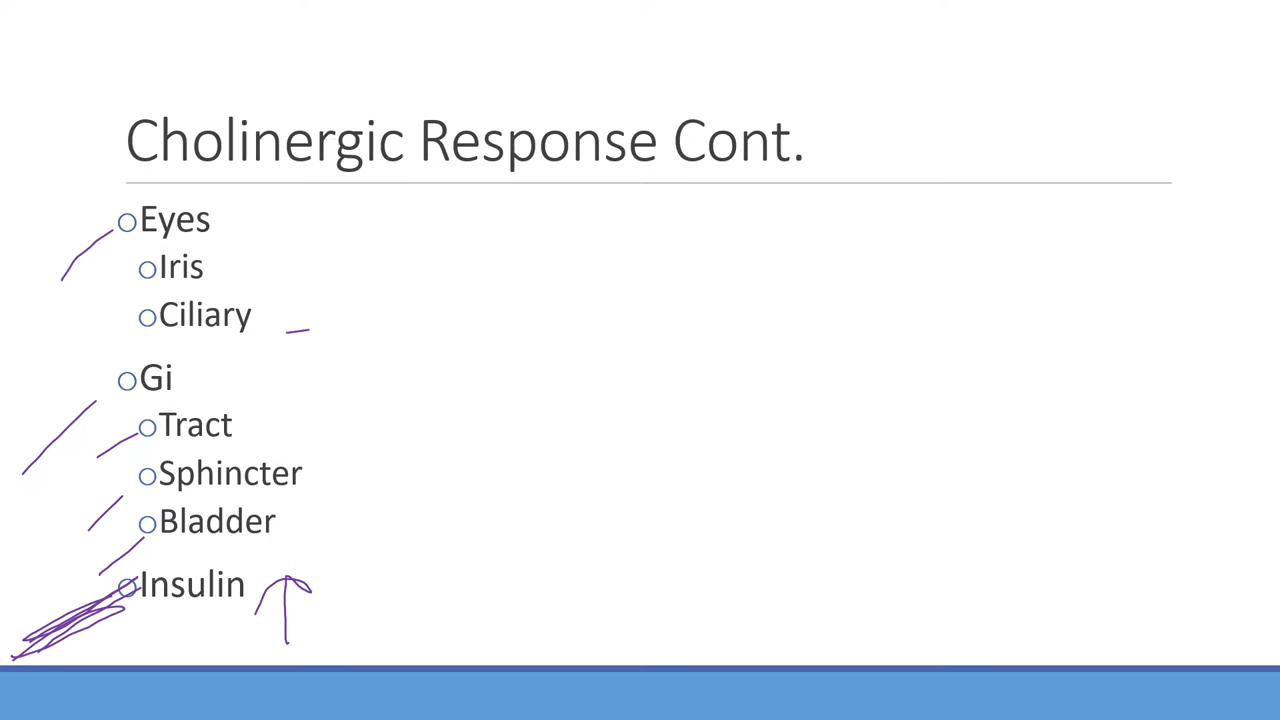 Cholinergic Response Cont.
Eyes
Iris
Ciliary
Gi
Tract
Sphincter
Bladder
Insulin